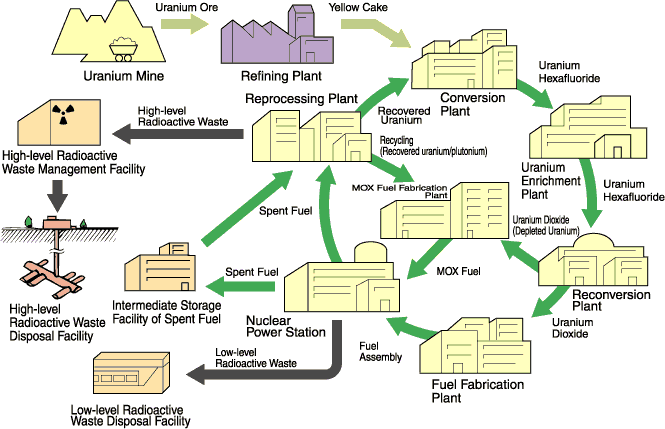 Uranium Ore
Yellow Cake
Uranium Mine
Refining Plant
Conversion
Plant
Uranium
Hexafluoride
Reprocessing Plant
Recovered
Uranium
High-level
Radioactive Waste
Recycling
(Recovered uranium/plutonium)
High-level Radioactive
Waste Management Facility
Uranium
Enrichment
Plant
Uranium
Hexafluoride
MOX Fuel Fabrication
Plant
Spent Fuel
Uranium Dioxide
(Depleted Uranium)
Spent Fuel
MOX Fuel
Reconversion
Plant
High-level
Radioactive Waste
Disposal Facility
Intermediate Storage
Facility of Spent Fuel
Nuclear
Power Station
Uranium
Dioxide
Fuel
Assembly
Low-level
Radioactive Waste
Fuel Fabrication
Plant
Low-level Radioactive
Waste Disposal Facility